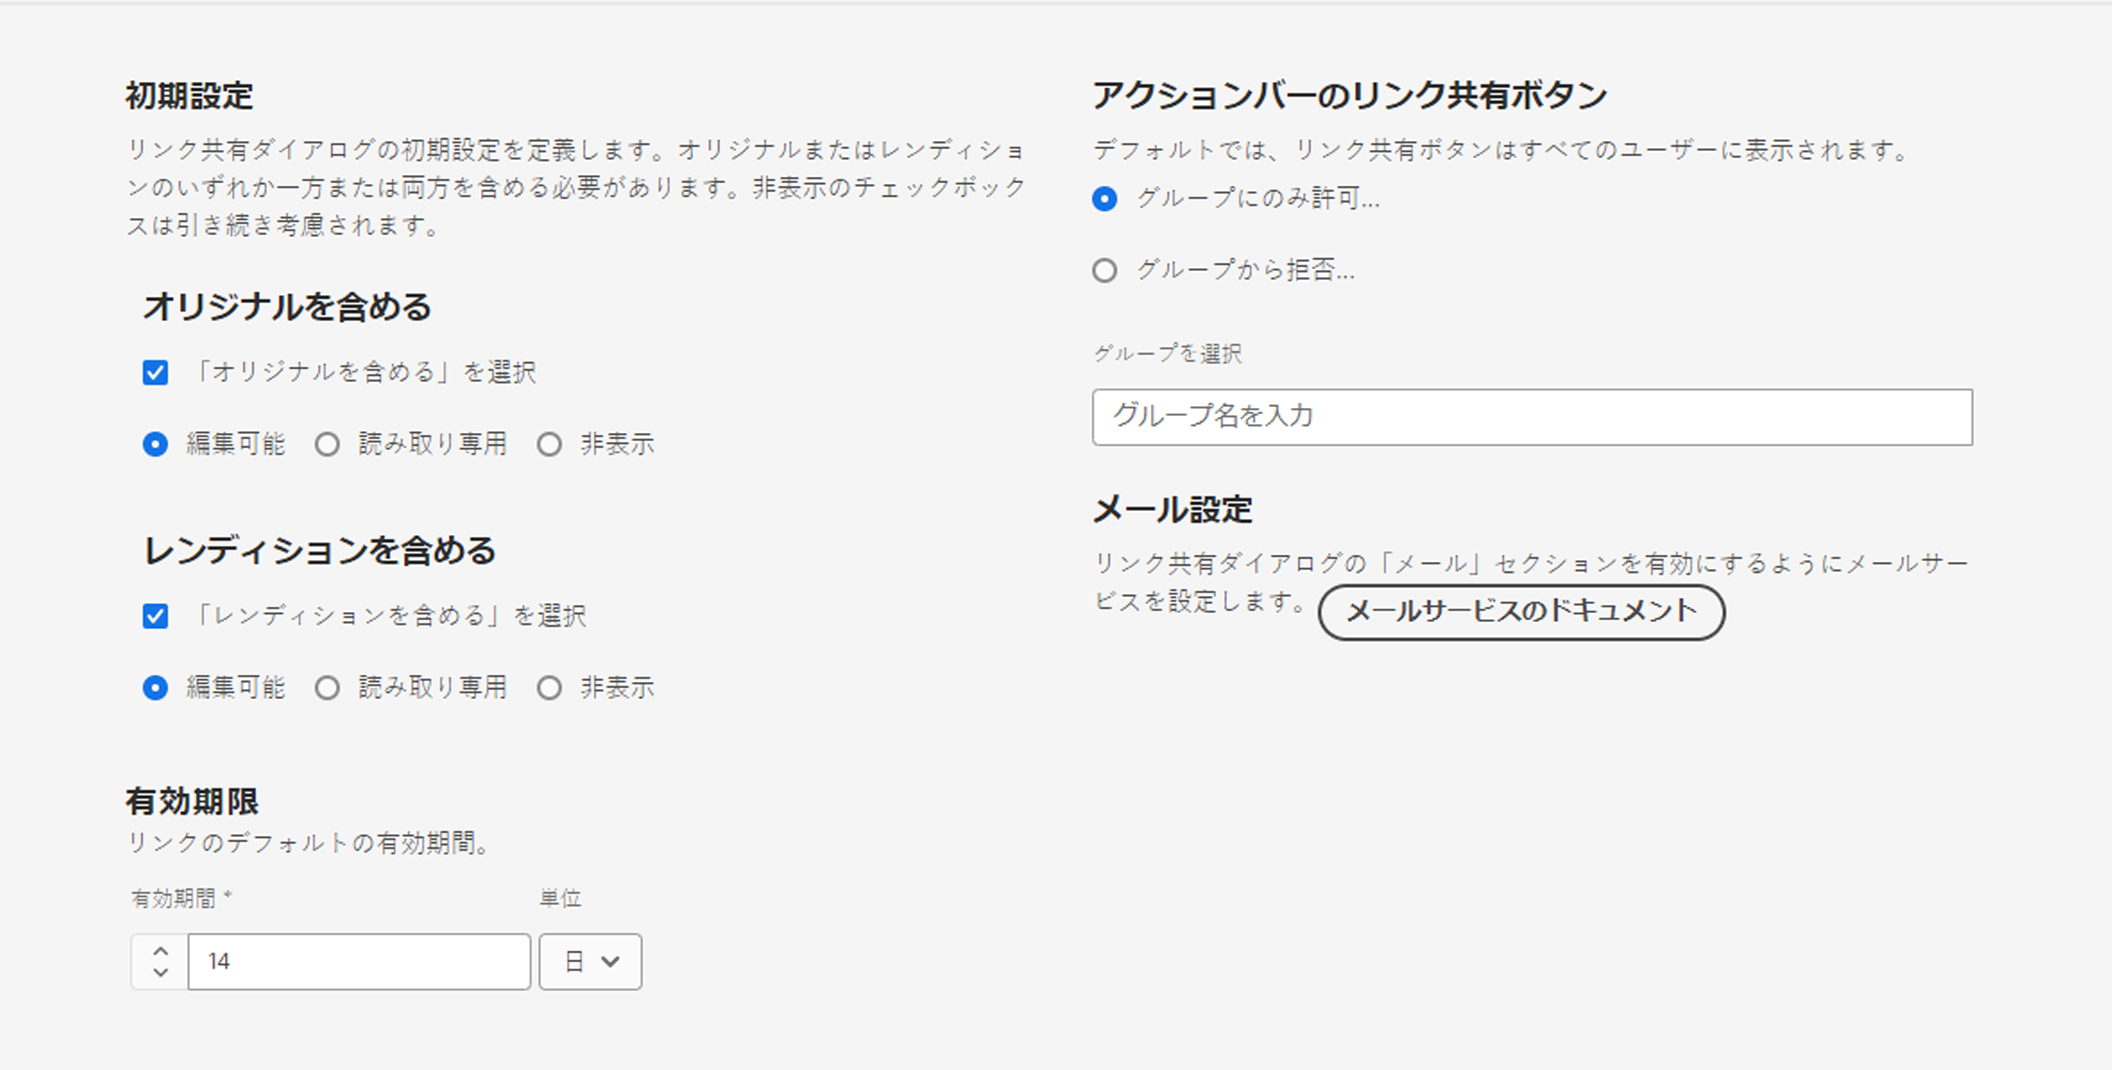 初期設定
リンク共有ダイアログの初期設定を定義します。オリジナルまたはレンディショ
ンのいずれか一方または両方を含める必要があります。非表示のチェックボック
スは引き続き考慮されます。
オリジナルを含める
「オリジナルを含める」を選択
編集可能 読み取り専用 非表示
レンディションを含める
「レンディションを含める」を選択
編集可能 読み取り専用 非表示
有効期限
リンクのデフォルトの有効期間。
有効期間 * 単位
14 日
アクションバーのリンク共有ボタン
デフォルトでは、リンク共有ボタンはすべてのユーザーに表示されます。
グループにのみ許可...
グループから拒否...
グループを選択
グループ名を入力
メール設定
リンク共有ダイアログの「メール」セクションを有効にするようにメールサー
ビスを設定します。 メールサービスのドキュメント